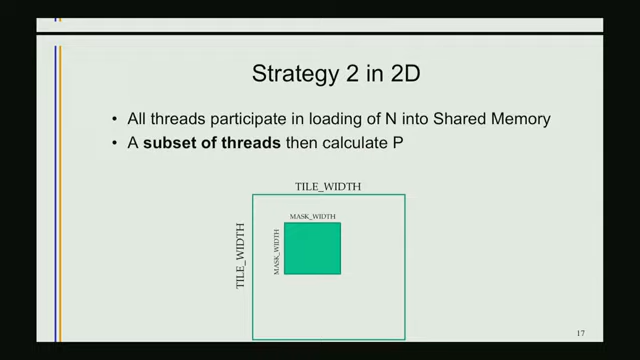 Strategy 2 in 2D
• All threads participate in loading of N into Shared Memory
• A subset of threads then calculate P
TILE_WIDTH
MASK_WIDTH
TILE_WIDTH
MASK_WIDTH
17